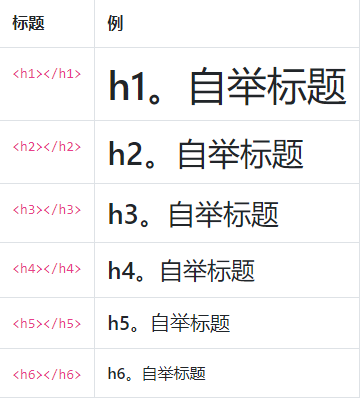 标题 例
<h1></h1> h1。自举标题
<h2></h2> h2。自举标题
<h3></h3> h3。自举标题
<h4></h4> h4。自举标题
<h5></h5> h5。自举标题
<h6></h6> h6。自举标题